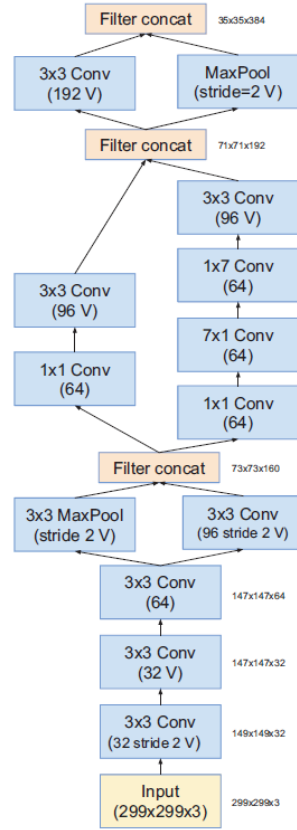 Filter concat
35x35x384
3x3 Conv
(192 V)
MaxPool
(stride=2 V)
Filter concat
71x71x192
3x3 Conv
(96 V)
1x7 Conv
(64)
3x3 Conv
(96 V)
7x1 Conv
(64)
1x1 Conv
(64)
1x1 Conv
(64)
Filter concat
73x73x160
3x3 MaxPool
(stride 2 V)
3x3 Conv
(96 stride 2 V)
3x3 Conv
(64)
147x147x64
3x3 Conv
(32 V)
147x147x32
3x3 Conv
(32 stride 2 V)
149x149x32
Input
(299x299x3)
299x299x3